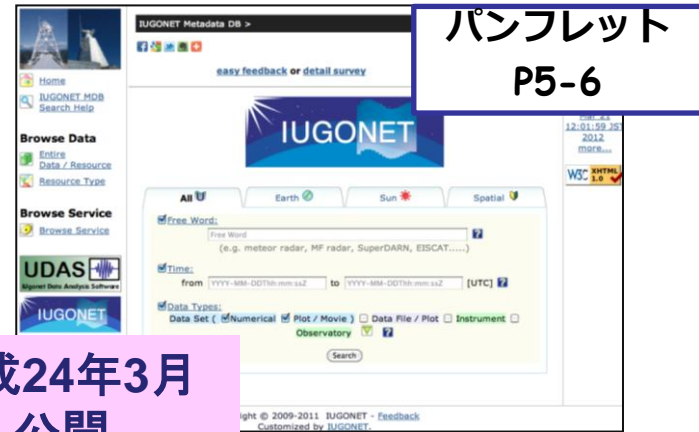 IUGONET Metadata DB >
パンフレット
P5-6
easy feedback or detail survey
Home
IUGONET MDB
Search Help
Browse Data
Entire
Data / Resource
Resource Type
Browse Service
Browse Service
UDAS
IUGONET
IUGONET
12:01:59 JST
2012
more...
W3C XHTML
1.0
All
Earth
Sun
Spatial
Free Word:
Free Word
(e.g. meteor radar, MF radar, SuperDARN, EISCAT.....)
Time:
from YYYY-MM-DDThh:mm:ssZ to YYYY-MM-DDThh:mm:ssZ [UTC]
Data Types:
Data Set ( Numerical Plot / Movie ) Data File / Plot Instrument
Observatory
Search
成24年3月
公開
ight © 2009-2011 IUGONET - Feedback
Customized by IUGONET.